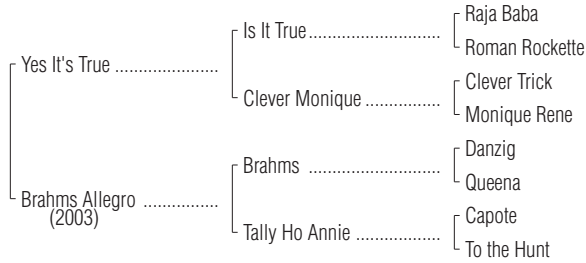 Raja Baba
Is It True
Roman Rockette
Yes It's True
Clever Trick
Clever Monique
Monique Rene
Danzig
Brahms
Queena
Brahms Allegro
(2003)
Capote
Tally Ho Annie
To the Hunt